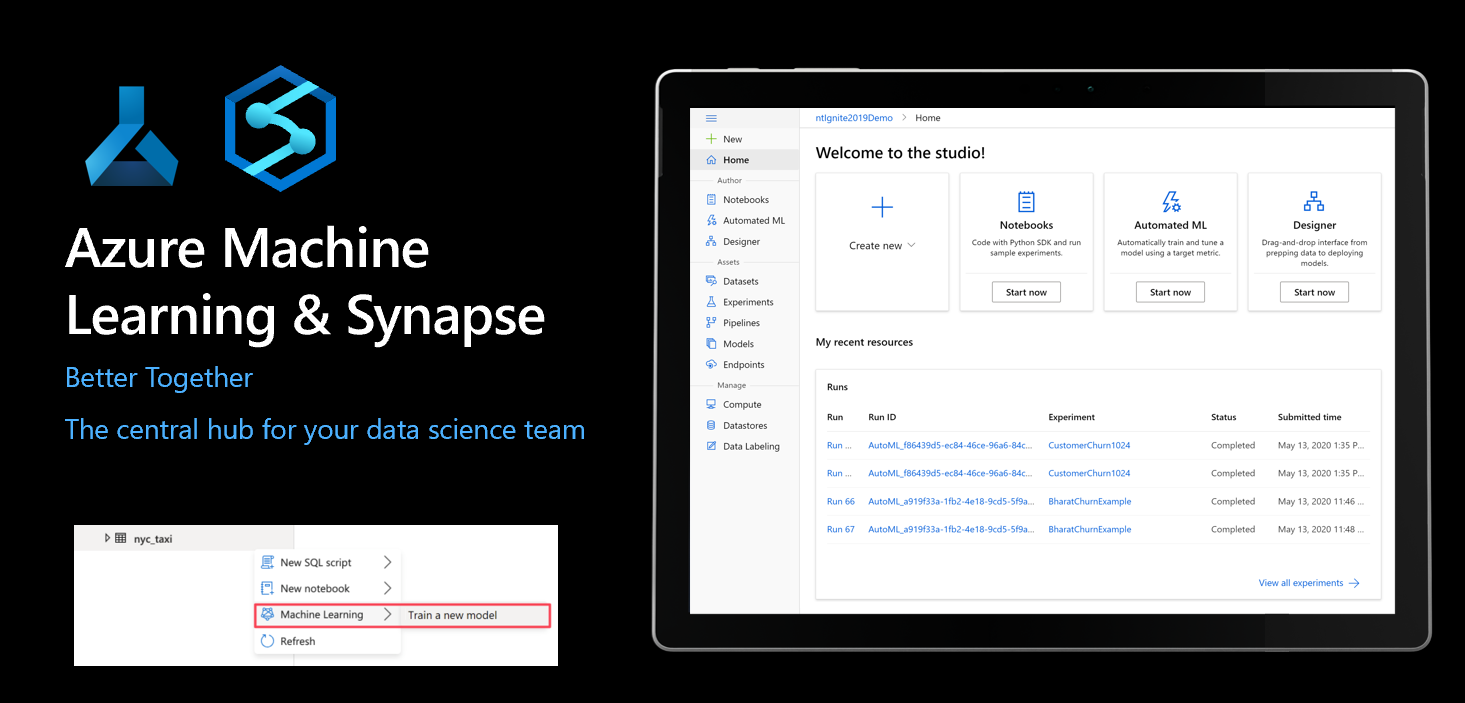 Azure Machine
Learning & Synapse
Better Together
The central hub for your data science team
nyc_taxi
New SQL script
New notebook
Machine Learning
Train a new model
Refresh
New
Home
Author
Notebooks
Automated ML
Designer
Assets
Datasets
Experiments
Pipelines
Models
Endpoints
Manage
Compute
Datastores
Data Labeling
ntIgnite2019Demo > Home
Welcome to the studio!
Create new
Notebooks
Code with Python SDK and run
sample experiments.
Start now
Automated ML
Automatically train and tune a
model using a target metric.
Start now
Designer
Drag-and-drop interface from
prepping data to deploying
models.
Start now
My recent resources
Runs
Run Run ID Experiment Status Submitted time
Run ... AutoML_f86439d5-ec84-46ce-96a6-84c... CustomerChurn1024 Completed May 13, 2020 1:35 P...
Run ... AutoML_f86439d5-ec84-46ce-96a6-84c... CustomerChurn1024 Completed May 13, 2020 1:35 P...
Run 66 AutoML_a919f33a-1fb2-4e18-9cd5-5f9a... BharatChurnExample Completed May 13, 2020 11:46 ...
Run 67 AutoML_a919f33a-1fb2-4e18-9cd5-5f9a... BharatChurnExample Completed May 13, 2020 11:48 ...
View all experiments